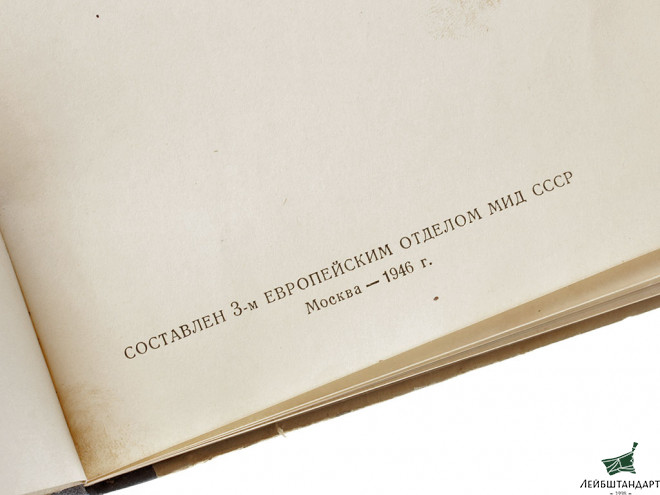 СОСТАВЛЕН 3-м ЕВРОПЕЙСКИМ ОТДЕЛОМ МИД СССР
Москва — 1946 г.
ЛЕЙБШТАНДАРТ